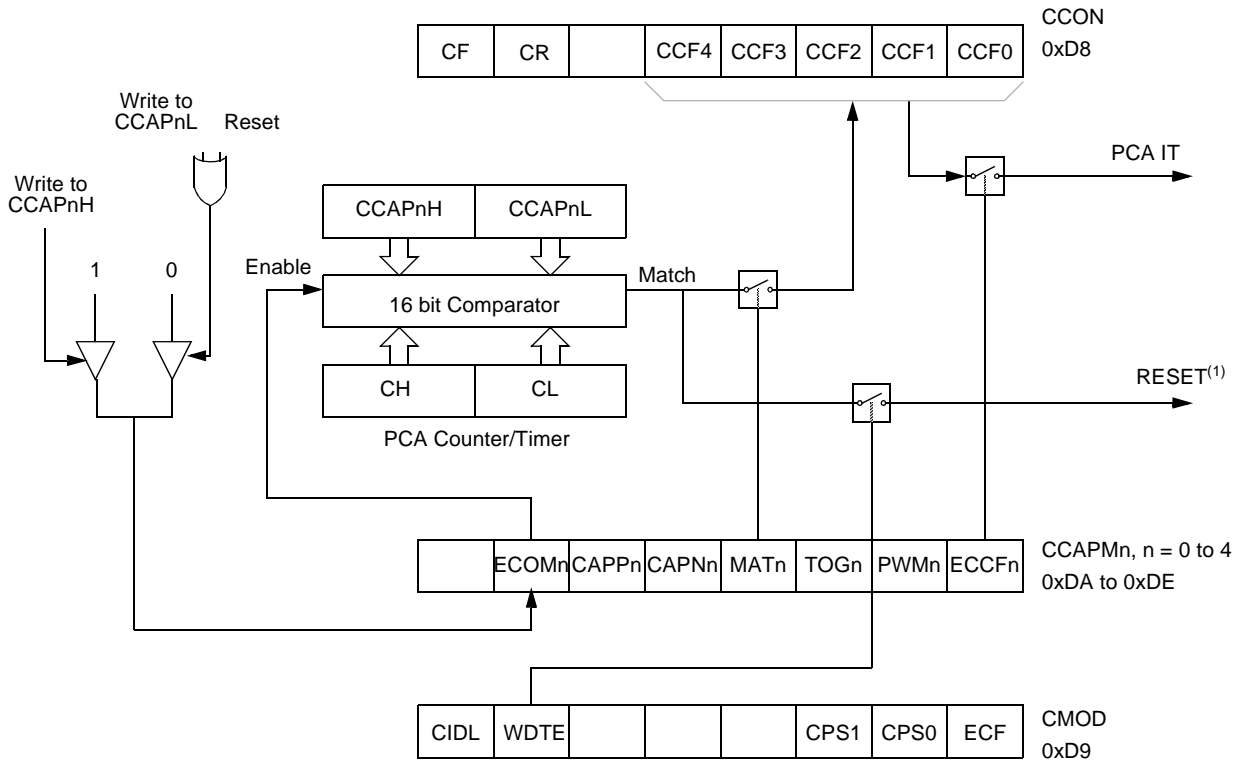 CCON
0xD8
CF CR CCF4 CCF3 CCF2 CCF1 CCF0
Write to
CCAPnL Reset
Write to
CCAPnH
PCA IT
CCAPnH CCAPnL
1 0
Enable
Match
16 bit Comparator
RESET(1)
CH CL
PCA Counter/Timer
ECOMn CAPPn CAPNn MATn TOGn PWMn ECCFn
CCAPMn, n = 0 to 4
0xDA to 0xDE
CIDL WDTE CPS1 CPS0 ECF
CMOD
0xD9